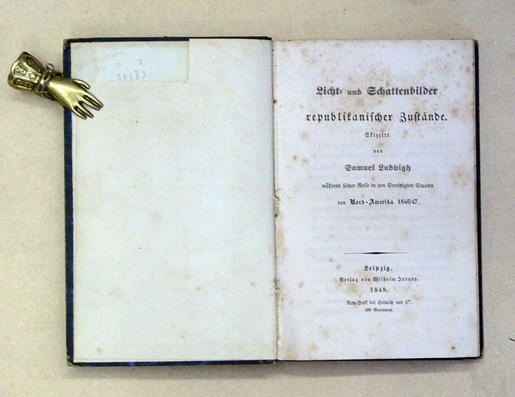 Licht- und Schattenbilder
republikanischer Zustände.
Skizzirt
von
Samuel Ludvigh
während seiner Reise in den Vereinigten Staaten
von Nord-Amerika 1846/47.
Leipzig,
Verlag von Wilhelm Jurany.
1848.
New-York bei Helmich und C°.
Broadway.